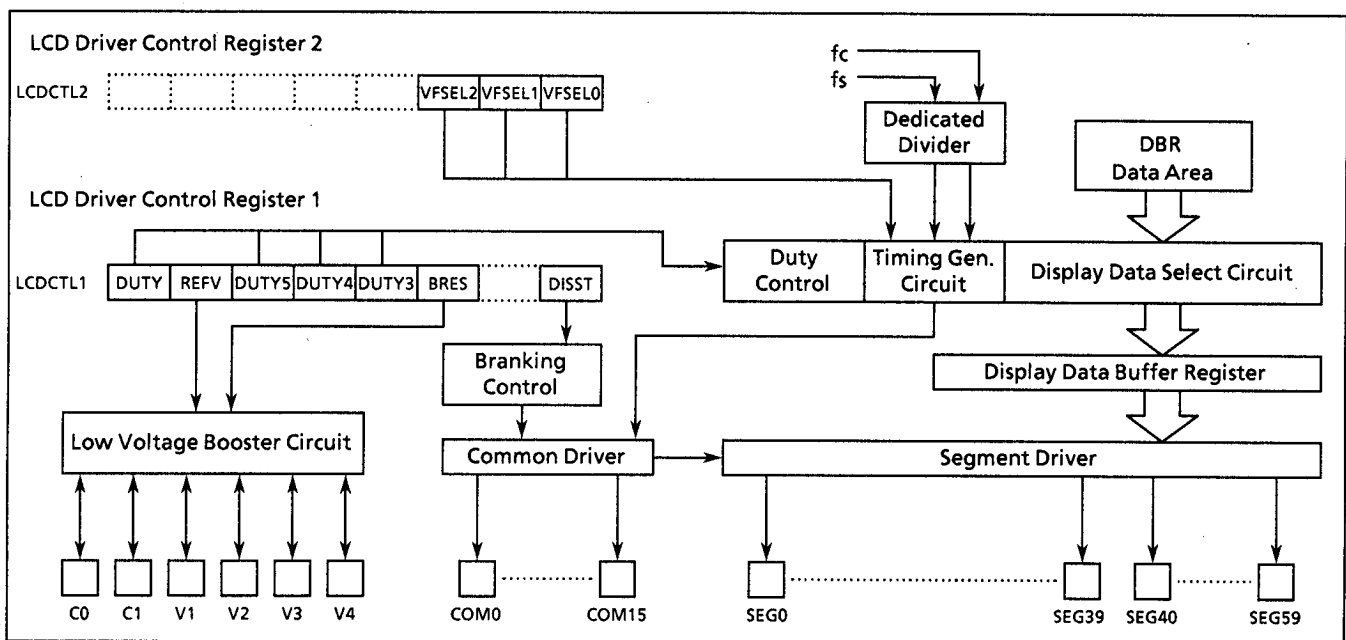 LCD Driver Control Register 2
fc
fs
LCDCTL2
VFSEL2 VFSEL1 VFSEL0
Dedicated
Divider
DBR
Data Area
LCD Driver Control Register 1
LCDCTL1
DUTY REFV DUTY5 DUTY4 DUTY3 BRES DISST
Duty
Control
Timing Gen.
Circuit
Display Data Select Circuit
Branking
Control
Display Data Buffer Register
Low Voltage Booster Circuit
Common Driver
Segment Driver
C0 C1 V1 V2 V3 V4 COM0 COM15 SEG0 SEG39 SEG40 SEG59